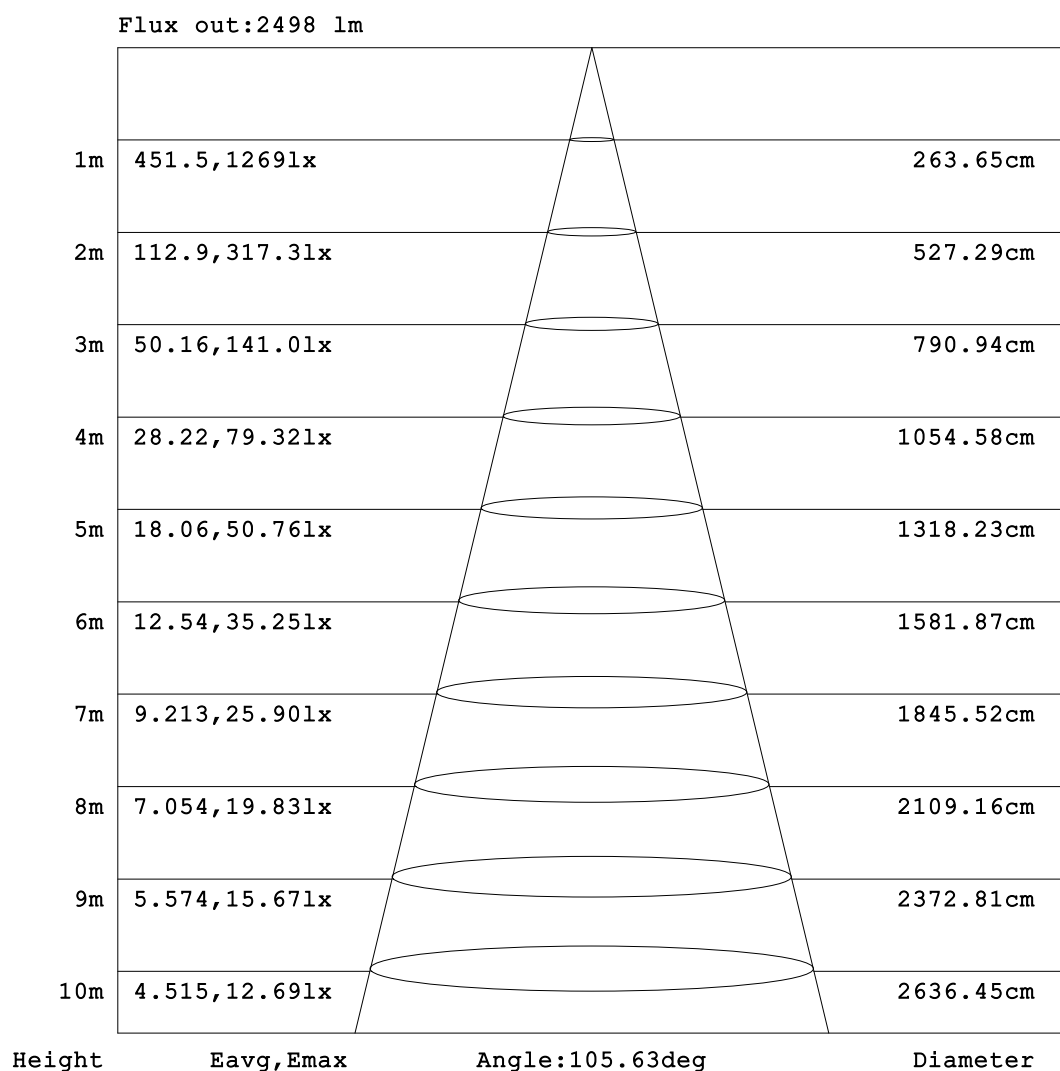 Flux out:2498 lm
1m 451.5,1269lx 263.65cm
2m 112.9,317.3lx 527.29cm
3m 50.16,141.0lx 790.94cm
4m 28.22,79.32lx 1054.58cm
5m 18.06,50.76lx 1318.23cm
6m 12.54,35.25lx 1581.87cm
7m 9.213,25.90lx 1845.52cm
8m 7.054,19.83lx 2109.16cm
9m 5.574,15.67lx 2372.81cm
10m 4.515,12.69lx 2636.45cm
Height Eavg,Emax Angle:105.63deg Diameter